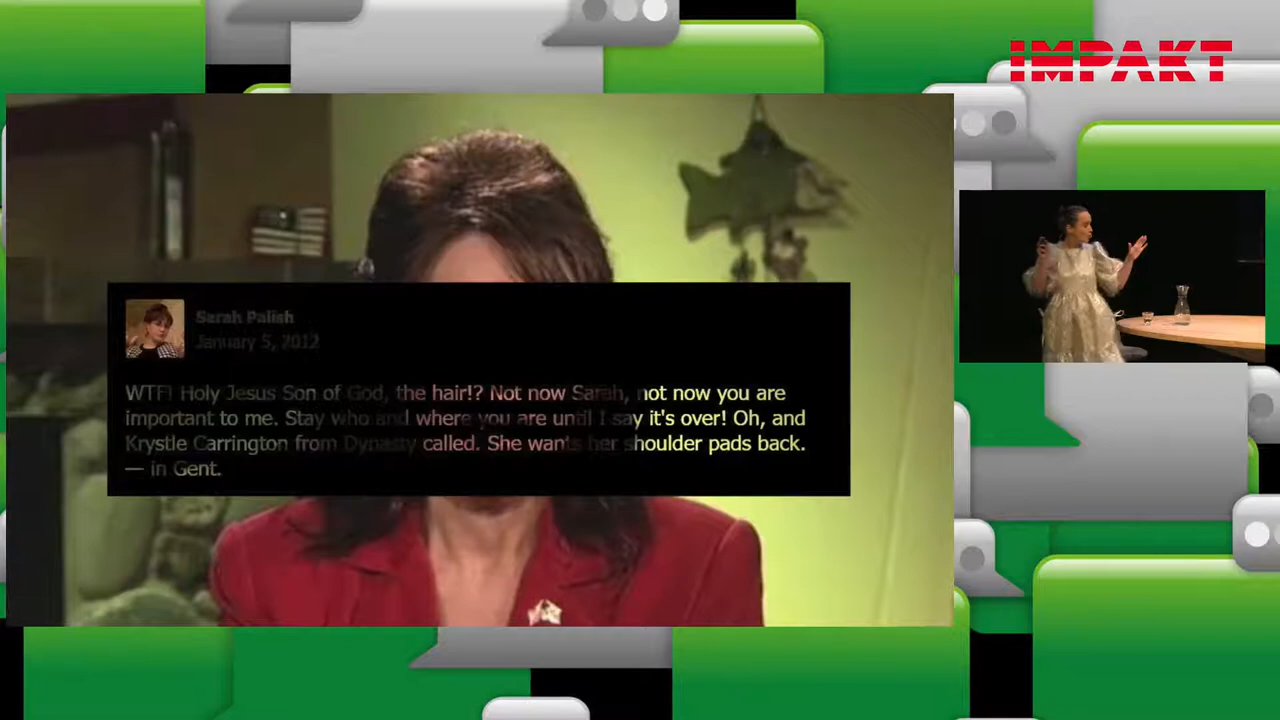 IMPAKT
Sarah Palish
January 5, 2012
WTF! Holy Jesus Son of God, the hair!? Not now Sarah, not now you are
important to me. Stay who and where you are until I say it's over! Oh, and
Krystle Carrington from Dynasty called. She wants her shoulder pads back.
— in Gent.